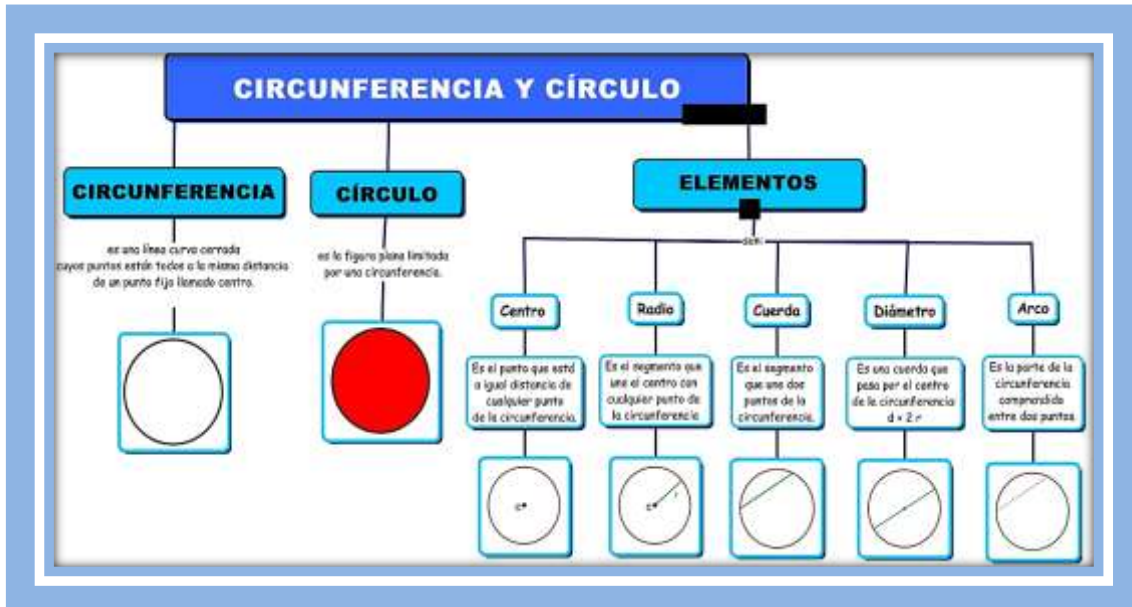 CIRCUNFERENCIA Y CÍRCULO
CIRCUNFERENCIA
es una línea curva cerrada
cuyos puntos están todos a la misma distancia
de un punto fijo llamado centro.
CÍRCULO
es la figura plana limitada
por una circunferencia.
ELEMENTOS
son:
Centro
Es el punto que está
a igual distancia de
cualquier punto
de la circunferencia.
c
Radio
Es el segmento que
une el centro con
cualquier punto de
la circunferencia
c
r
Cuerda
Es el segmento
que une dos
puntos de la
circunferencia.
Diámetro
Es una cuerda que
pasa por el centro
de la circunferencia
d = 2 r
Arco
Es la parte de la
circunferencia
comprendida
entre dos puntos.